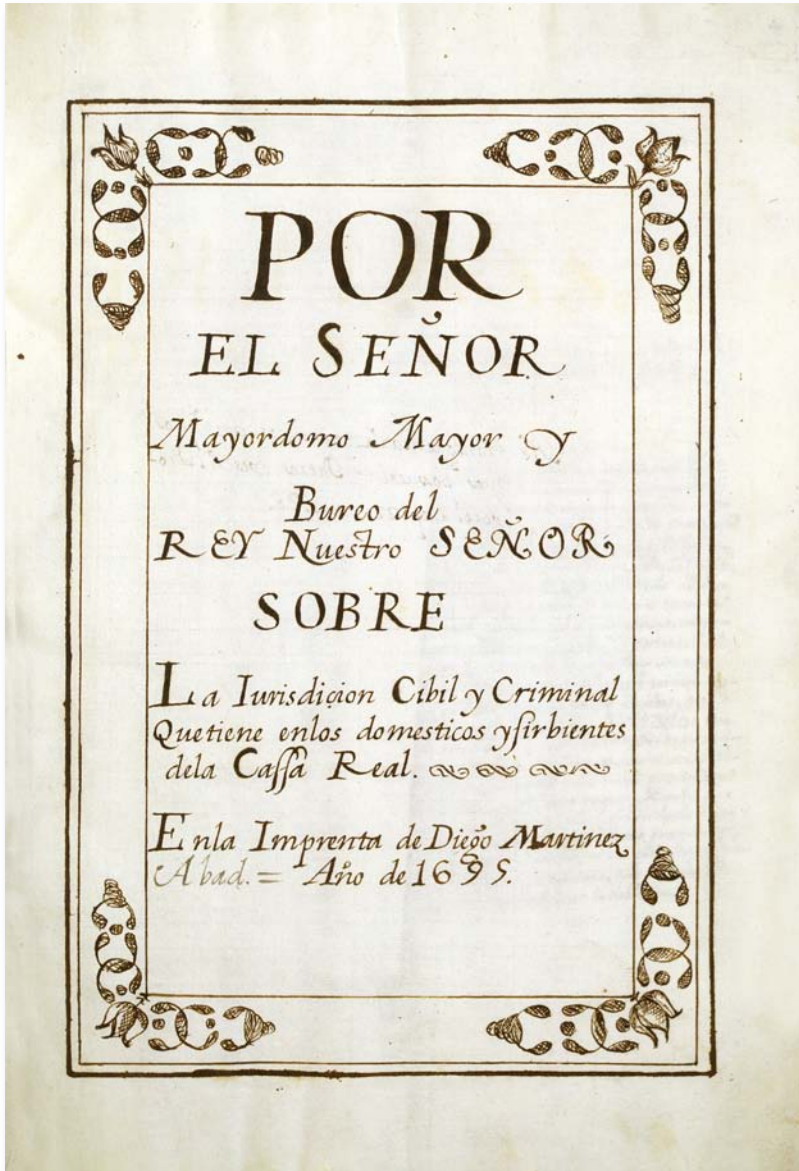 POR
EL SEÑOR
Mayordomo Mayor y
Bureo del
REY Nuestro SEÑOR
SOBRE
La Iurisdiçion Cibil y Criminal
Quetiene enlos domesticos ysirbientes
dela Cassa Real.
Enla Imprenta de Diego Martinez
Abad. = Año de 1695.